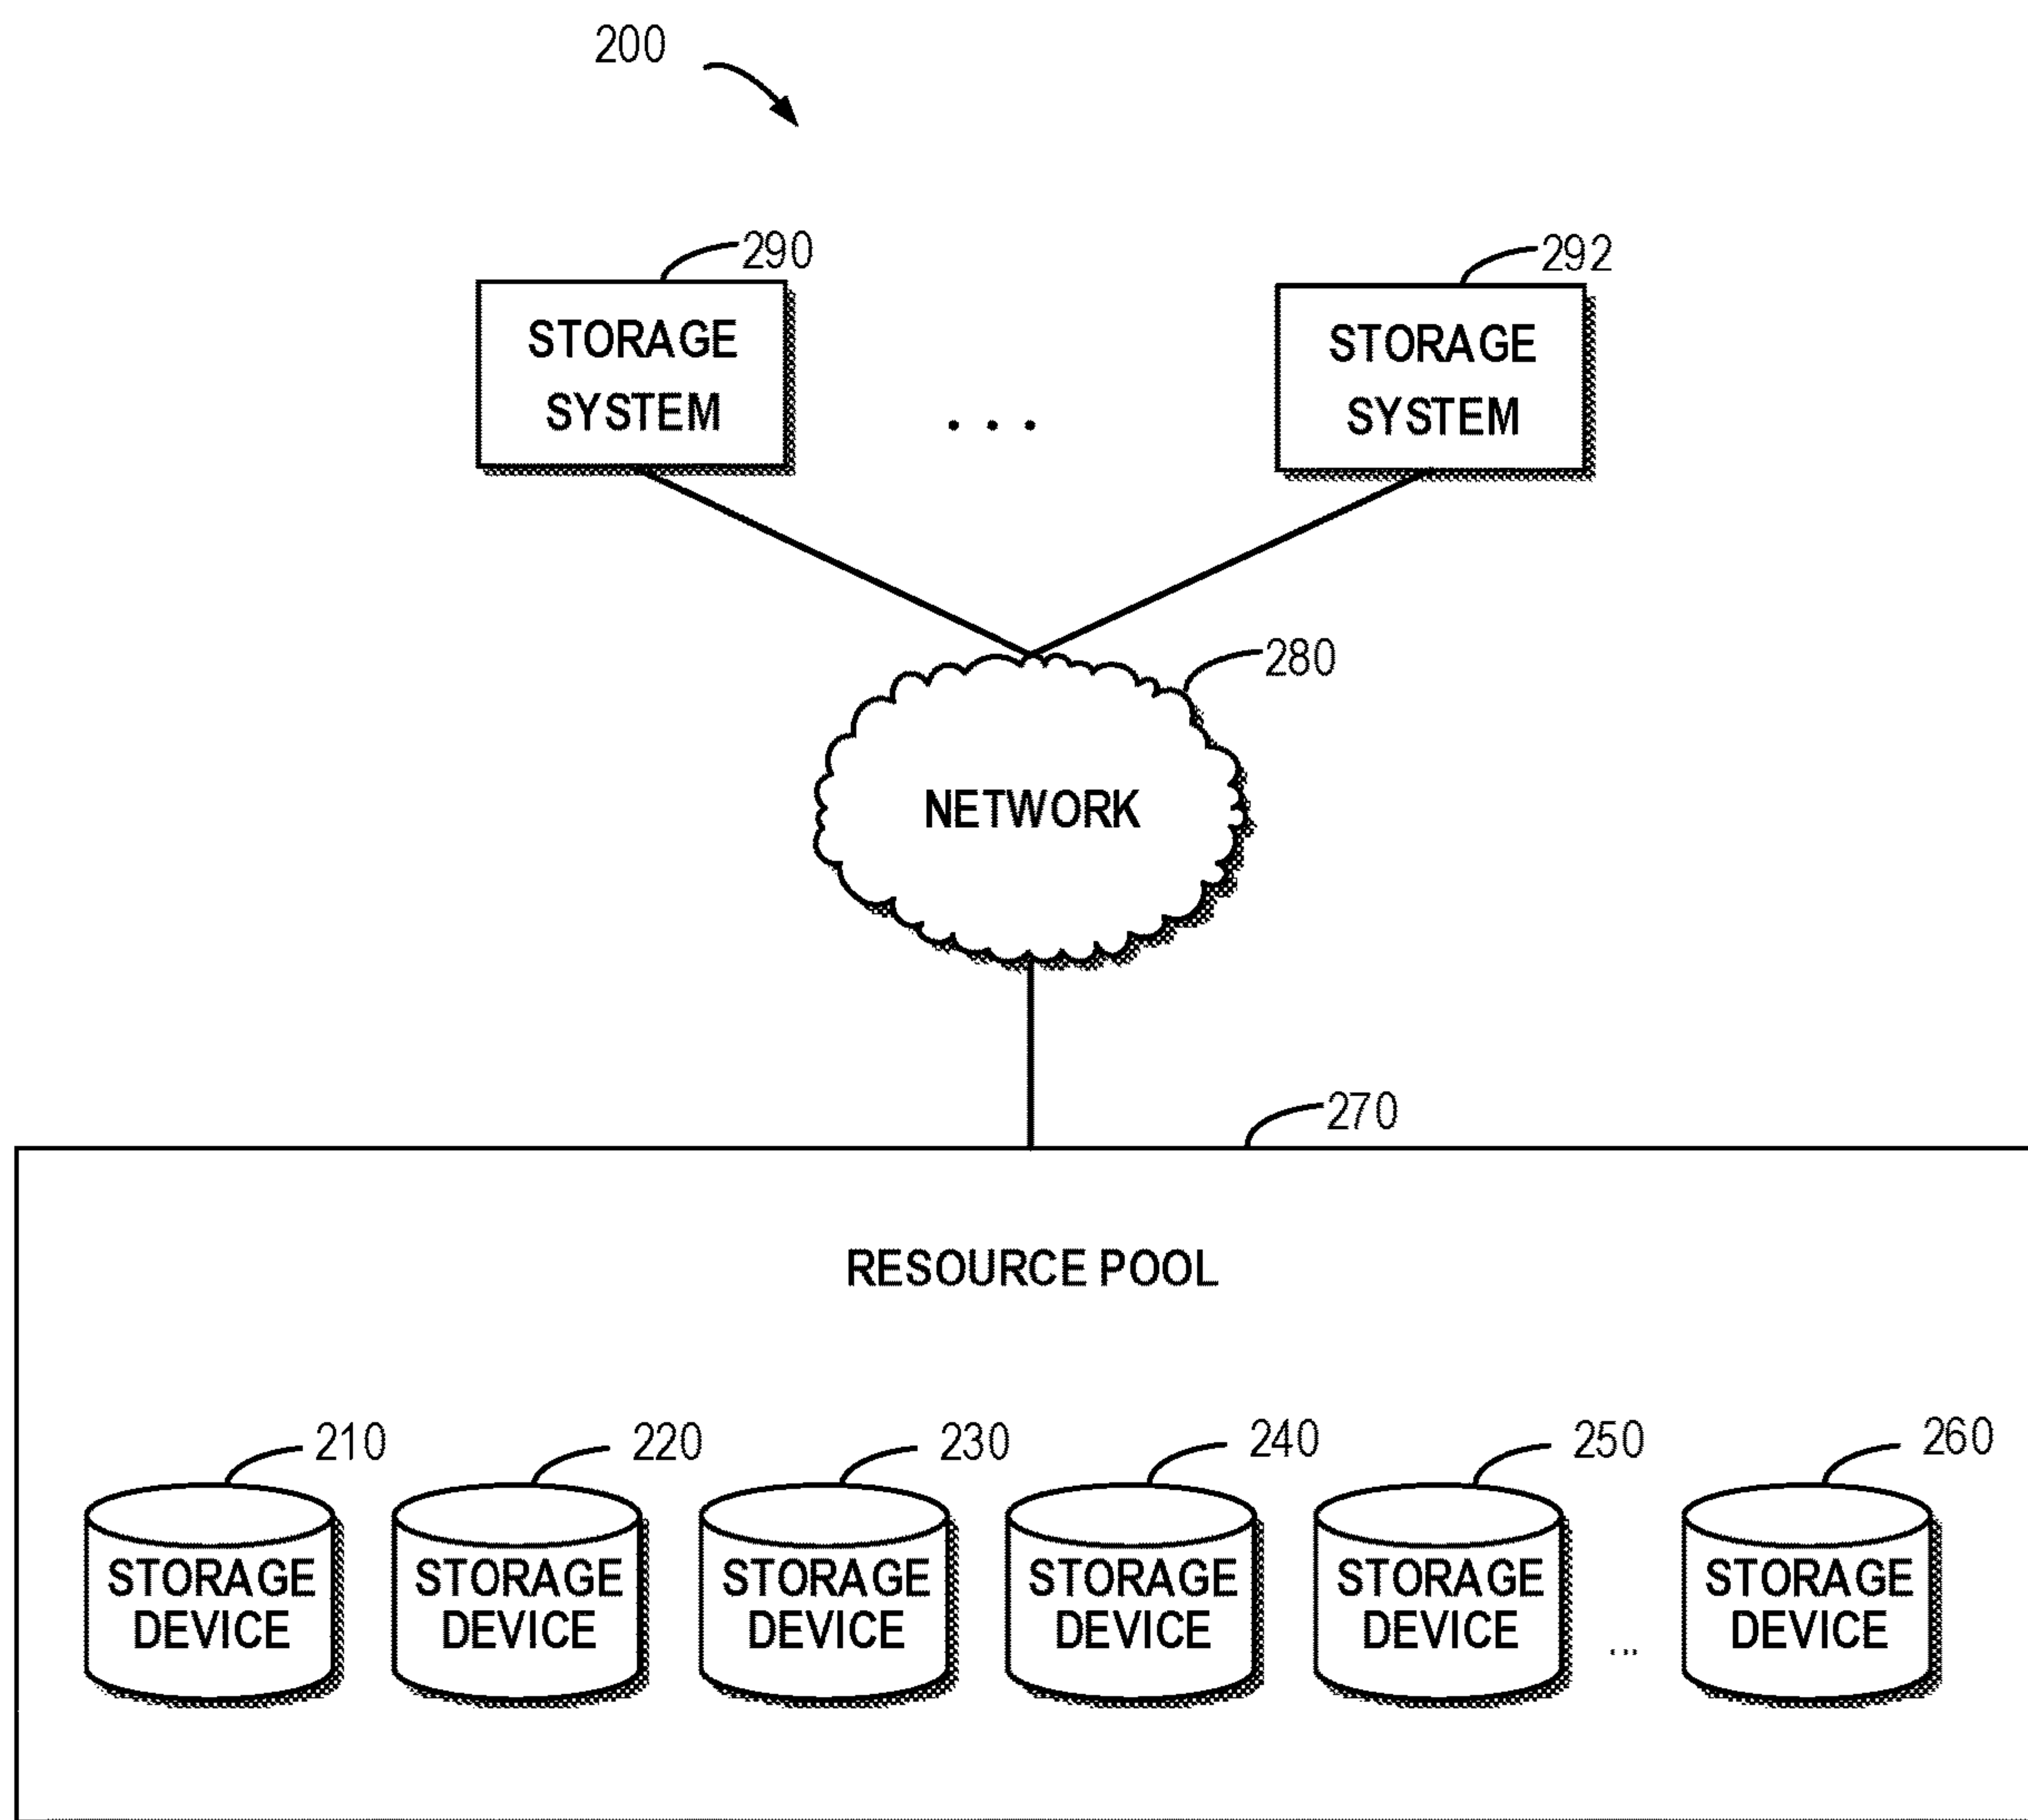 200
290
292
STORAGE
SYSTEM
. . .
STORAGE
SYSTEM
280
NETWORK
270
RESOURCE POOL
210
220
230
240
250
260
STORAGE
DEVICE
STORAGE
DEVICE
STORAGE
DEVICE
STORAGE
DEVICE
STORAGE
DEVICE
...
STORAGE
DEVICE